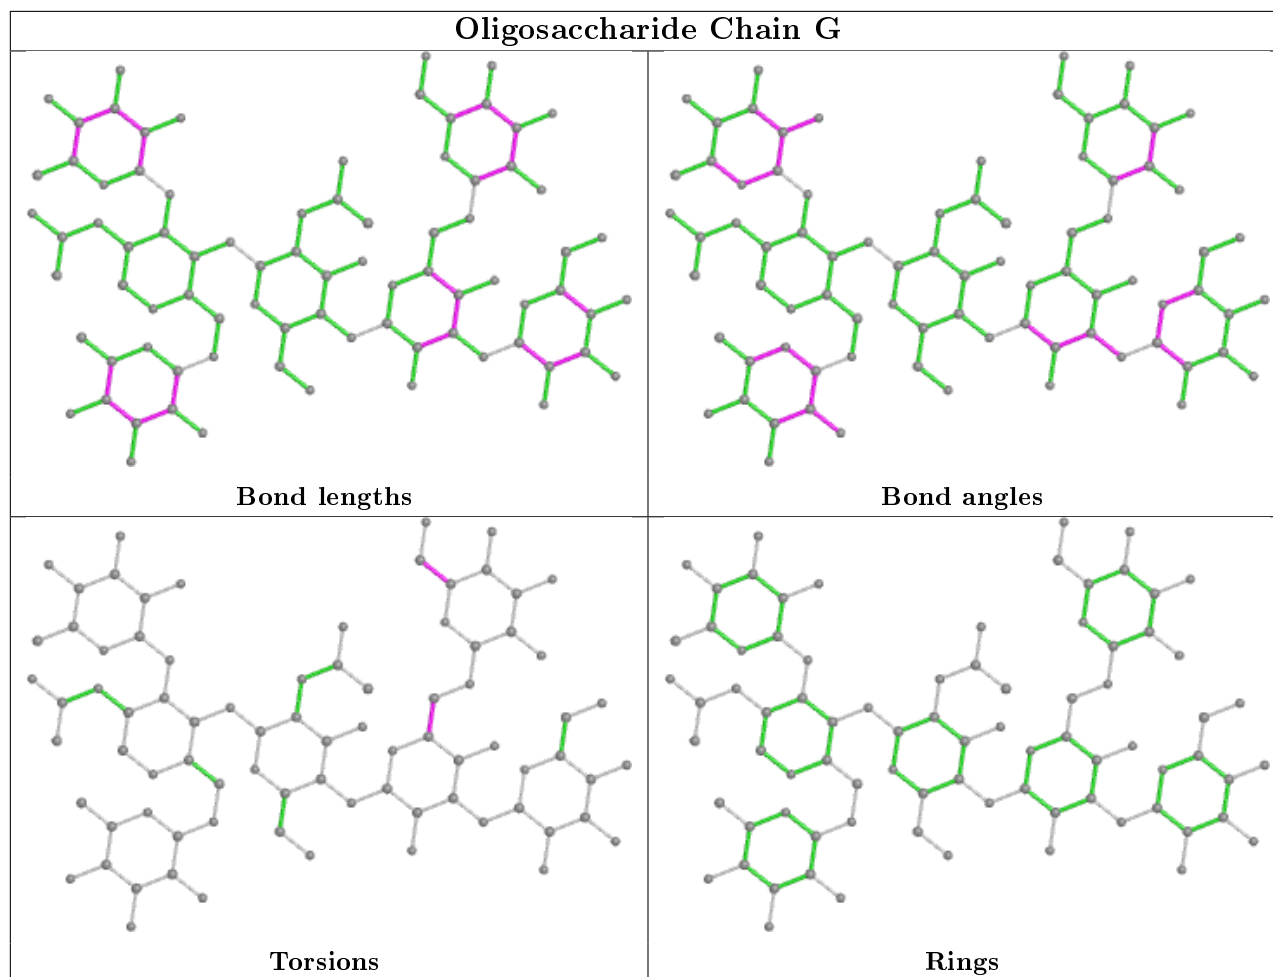 Oligosaccharide Chain G
Bond lengths
Bond angles
Torsions
Rings